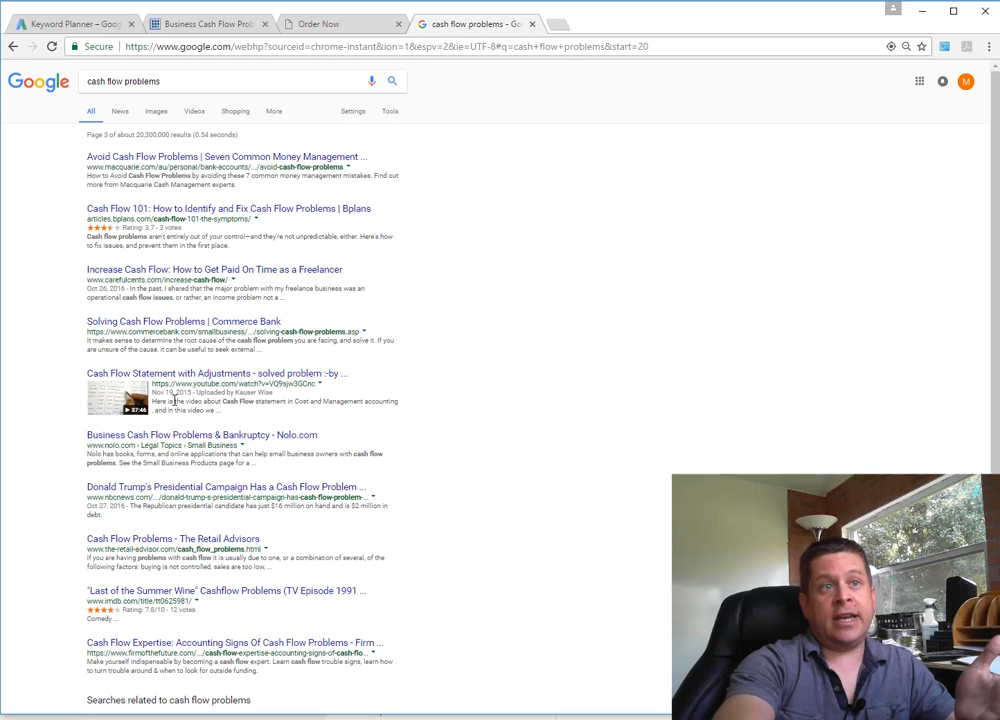 Keyword Planner – Goog
Business Cash Flow Prob
Order Now
cash flow problems - Goo
Secure
https://www.google.com/webhp?sourceid=chrome-instant&ion=1&espv=2&ie=UTF-8#q=cash+flow+problems&start=20
Google
cash flow problems
M
All
News
Images
Videos
Shopping
More
Settings
Tools
Page 3 of about 20,300,000 results (0.54 seconds)
Avoid Cash Flow Problems | Seven Common Money Management ...
www.macquarie.com/au/personal/bank-accounts/.../avoid-cash-flow-problems
How to Avoid Cash Flow Problems by avoiding these 7 common money management mistakes. Find out
more from Macquarie Cash Management experts.
Cash Flow 101: How to Identify and Fix Cash Flow Problems | Bplans
articles.bplans.com/cash-flow-101-the-symptoms/
Rating: 3.7 - 3 votes
Cash flow problems aren't entirely out of your control—and they're not unpredictable, either. Here's how
to fix issues, and prevent them in the first place.
Increase Cash Flow: How to Get Paid On Time as a Freelancer
www.carefulcents.com/increase-cash-flow/
Oct 26, 2016 - In the past, I shared that the major problem with my freelance business was an
operational cash flow issues, or rather, an income problem not a ...
Solving Cash Flow Problems | Commerce Bank
https://www.commercebank.com/smallbusiness/.../solving-cash-flow-problems.asp
It makes sense to determine the root cause of the cash flow problem you are facing, and solve it. If you
are unsure of the cause, it can be useful to seek external ...
Cash Flow Statement with Adjustments - solved problem :-by ...
https://www.youtube.com/watch?v=VQ9sjw3GCnc
Nov 19, 2015 - Uploaded by Kauser Wise
Here is the video about Cash Flow statement in Cost and Management accounting
, and in this video we ...
37:46
Business Cash Flow Problems & Bankruptcy - Nolo.com
www.nolo.com › Legal Topics › Small Business
Nolo has books, forms, and online applications that can help small business owners with cash flow
problems. See the Small Business Products page for a ...
Donald Trump's Presidential Campaign Has a Cash Flow Problem ...
www.nbcnews.com/.../donald-trump-s-presidential-campaign-has-cash-flow-problem-...
Oct 27, 2016 - The Republican presidential candidate has just $16 million on hand and is $2 million in
debt.
Cash Flow Problems - The Retail Advisors
www.the-retail-advisor.com/cash_flow_problems.html
If you are having problems with cash flow it is usually due to one, or a combination of several, of the
following factors: buying is not controlled, sales are too low, ...
"Last of the Summer Wine" Cashflow Problems (TV Episode 1991 ...
www.imdb.com/title/tt0625981/
Rating: 7.8/10 - 12 votes
Comedy ...
Cash Flow Expertise: Accounting Signs Of Cash Flow Problems - Firm ...
https://www.firmofthefuture.com/.../cash-flow-expertise-accounting-signs-of-cash-flo...
Make yourself indispensable by becoming a cash flow expert. Learn cash flow trouble signs, learn how
to turn trouble around & when to look for outside funding.
Searches related to cash flow problems